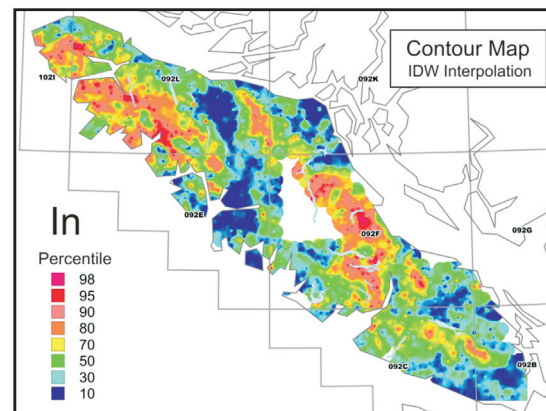 Contour Map
IDW Interpolation
102I
092L
092K
092E
092F
092G
092C
092B
In
Percentile
98
95
90
80
70
50
30
10